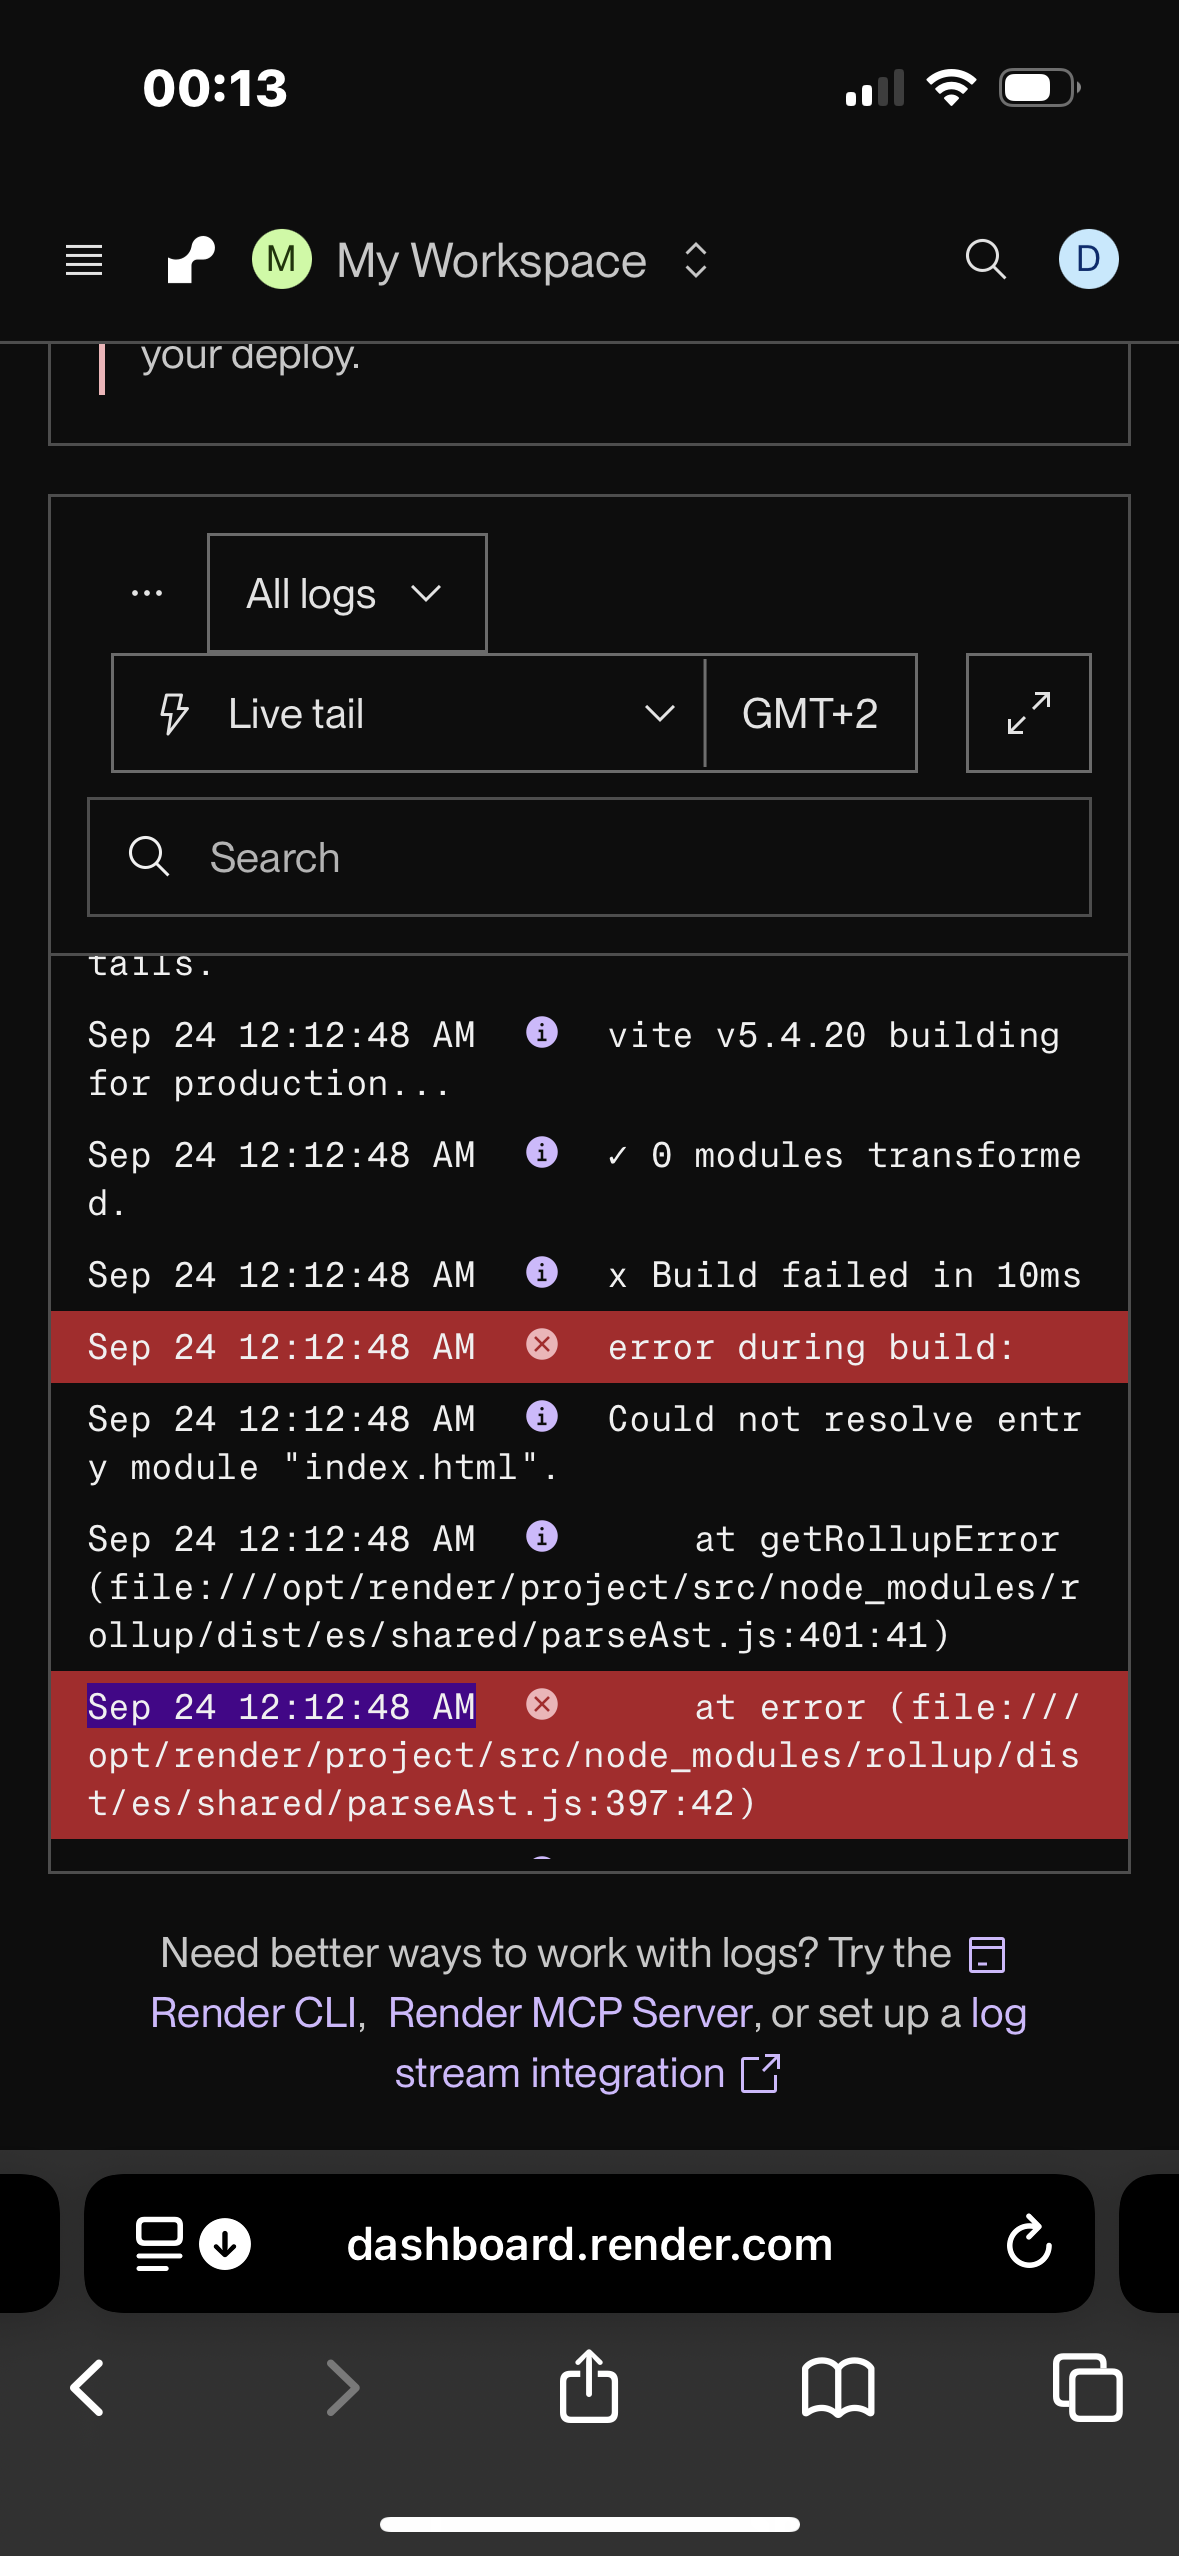 00:13
M My Workspace D
your deploy.
All logs
Live tail GMT+2
Search
tails.
Sep 24 12:12:48 AM i vite v5.4.20 building
for production...
Sep 24 12:12:48 AM i ✓ 0 modules transforme
d.
Sep 24 12:12:48 AM i x Build failed in 10ms
Sep 24 12:12:48 AM error during build:
Sep 24 12:12:48 AM i Could not resolve entr
y module "index.html".
Sep 24 12:12:48 AM i at getRollupError
(file:///opt/render/project/src/node_modules/r
ollup/dist/es/shared/parseAst.js:401:41)
Sep 24 12:12:48 AM at error (file:///
opt/render/project/src/node_modules/rollup/dis
t/es/shared/parseAst.js:397:42)
Need better ways to work with logs? Try the
Render CLI, Render MCP Server, or set up a log
stream integration
dashboard.render.com